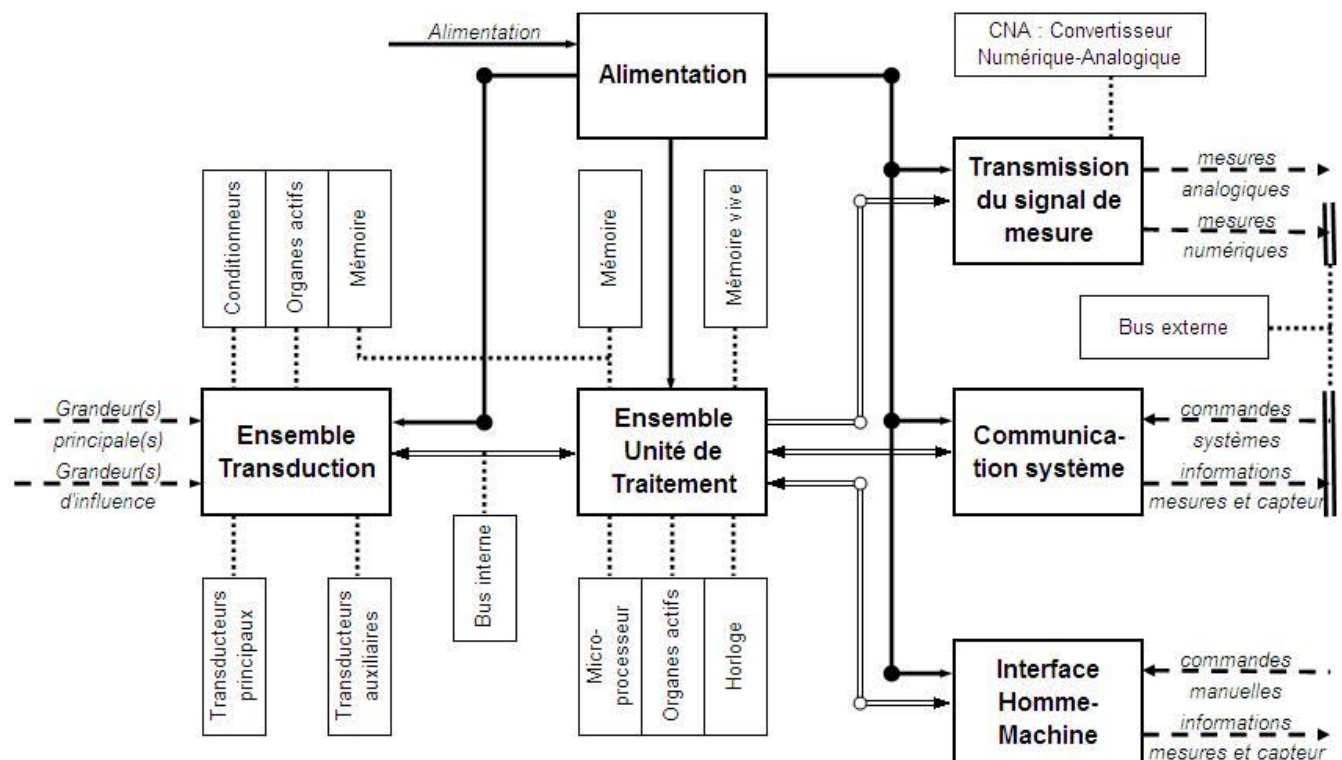 Alimentation
Alimentation
CNA : Convertisseur
Numérique-Analogique
Conditionneurs
Organes actifs
Mémoire
Mémoire
Mémoire vive
Transmission
du signal de
mesure
mesures
analogiques
mesures
numériques
Bus externe
Grandeur(s)
principale(s)
Grandeur(s)
d'influence
Ensemble
Transduction
Ensemble
Unité de
Traitement
Communica-
tion système
commandes
systèmes
informations
mesures et capteur
Transducteurs
principaux
Transducteurs
auxiliaires
Bus interne
Micro-
processeur
Organes actifs
Horloge
Interface
Homme-
Machine
commandes
manuelles
informations
mesures et capteur